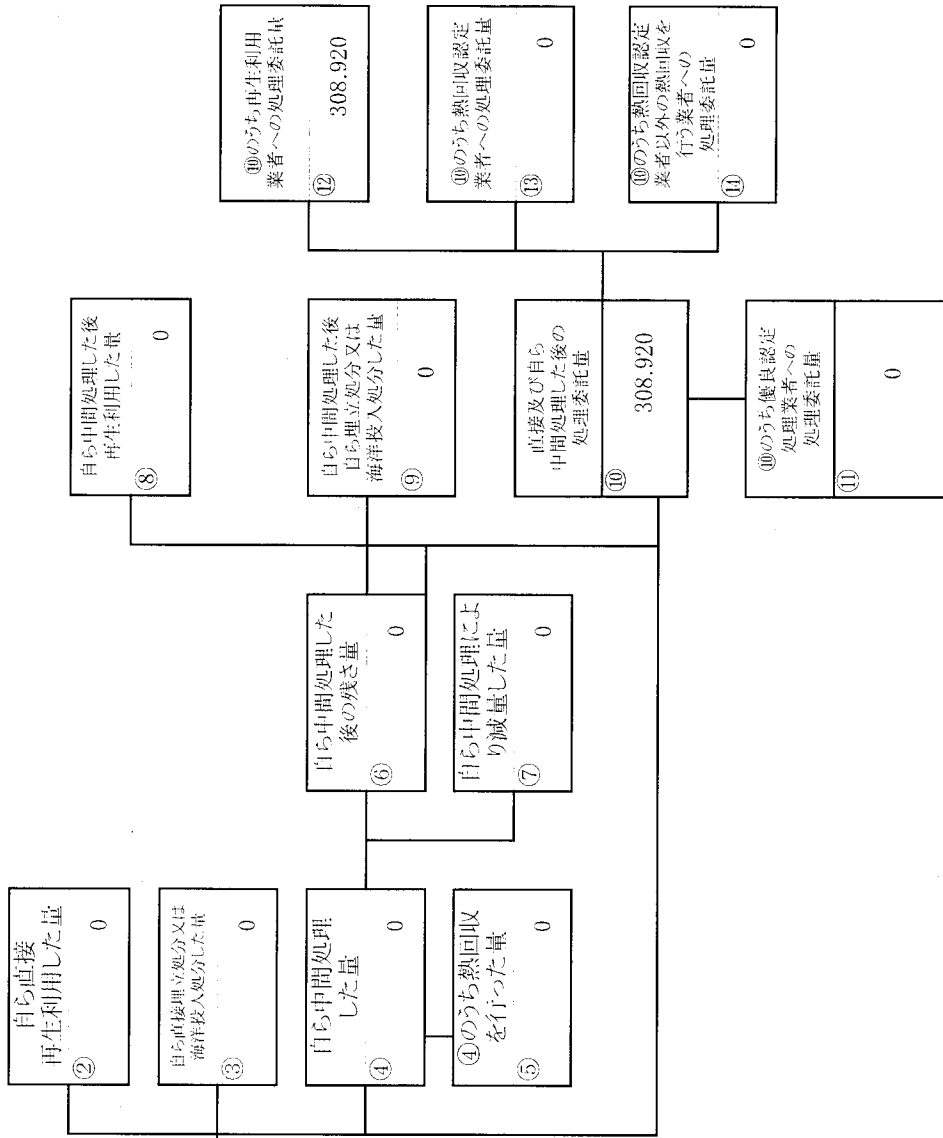 自ら直接
再生利用した量
②
0
自ら直接埋立処分又は
海洋投入処分した量
③
0
自ら中間処理
した量
④
0
④のうち熱回収
を行った量
⑤
0
自ら中間処理した
後の残さ量
⑥
0
自ら中間処理によ
り減量した量
⑦
0
自ら中間処理した後
再生利用した量
⑧
0
自ら中間処理した後
自ら埋立処分又は
海洋投入処分した量
⑨
0
直接及び自ら
中間処理した後の
処理委託量
⑩
308.920
⑩のうち優良認定
処理業者への
処理委託量
⑪
0
⑩のうち再生利用
業者への処理委託量
⑫
308.920
⑩のうち熱回収認定
業者への処理委託量
⑬
0
⑩のうち熱回収認定
業者以外の熱回収を
行う業者への
処理委託量
⑭
0